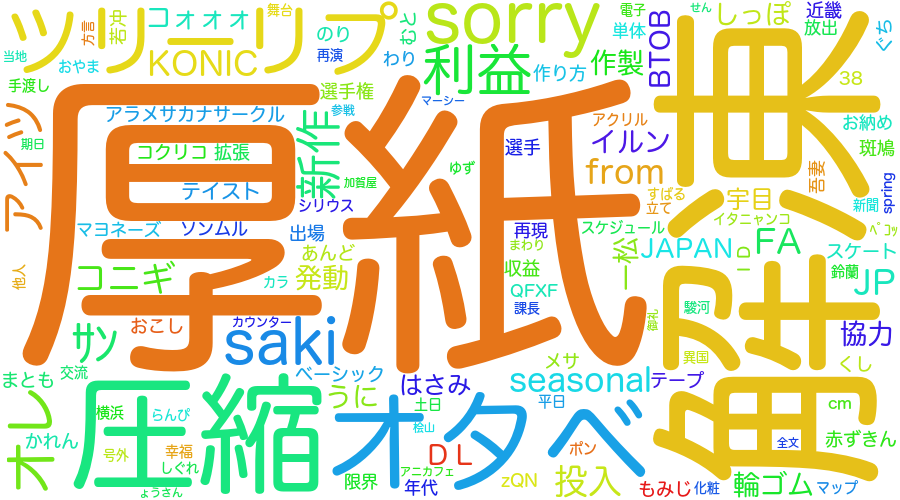 ツリーリプ
コォォォ
舞台
のり
むと
sorry
電子
せん
しっぽ
近畿
放出
ぐち
方言
若冲
当地
おやま
KONIC
再演
わり
利益
作り方
作製
単体
BTOB
38
手渡し
選手権
参戦
マーシー
アラメサカナサークル
新作
アクリル
イルン
東
お納め
斑鳩
アイツ
期日
コクリコ
拡張
厚紙
選手
ゆず
from
解
吾妻
spring
テイスト
加賀屋
シリウス
すばる
立て
宇目
イタニャンコ
新聞
マヨネーズ
ソンムル
出場
再現
まわり
スケジュール
一松
JAPAN
ID
FA
ﾍﾟｺｯ
スケート
コニギ
あんど
発動
カラ
収益
QFXF
課長
鈴蘭
JP
他人
おこし
カウンター
saki
駿河
協力
サン
ベーシック
はさみ
メサ
seasonal
テープ
異国
くし
まとも
交流
圧縮
うに
土日
オタベ
平日
cm
オレ
横浜
らんぴ
桧山
全文
赤ずきん
かれん
号外
幸福
しぐれ
DL
アニカフェ
ポン
限界
年代
zQN
投入
もみじ
化粧
輪ゴム
マップ
ょうさん